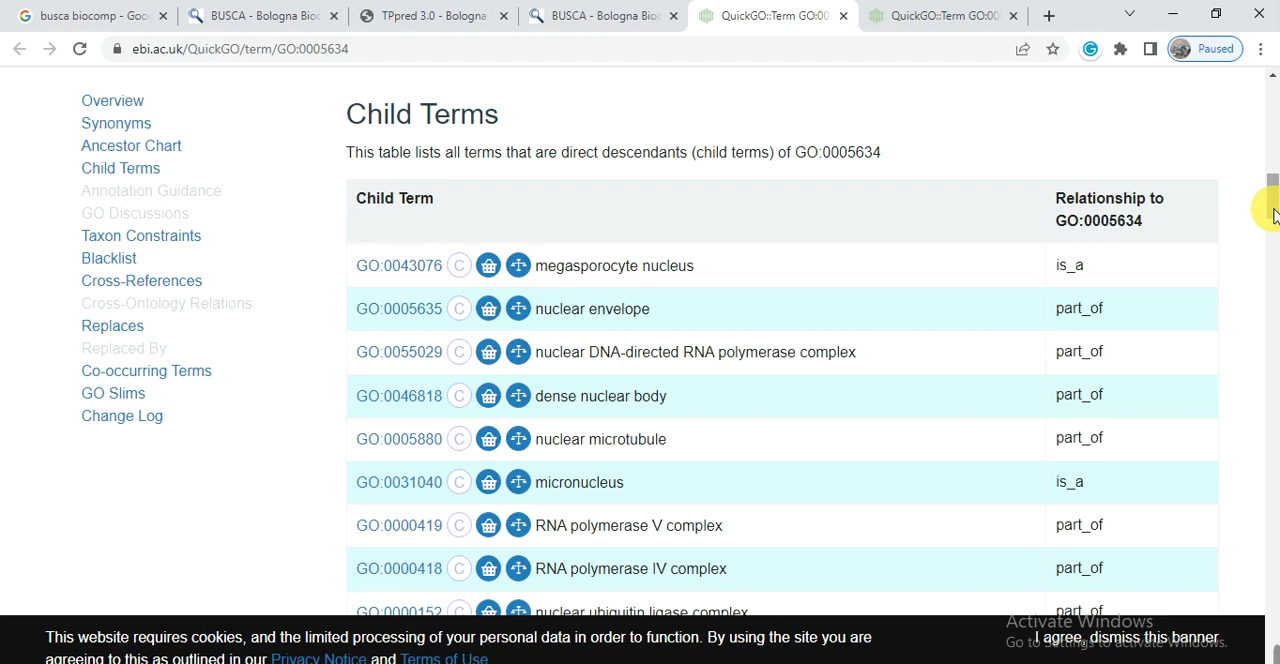 busca biocomp - Goo
BUSCA - Bologna Bio
TPpred 3.0 - Bologna
BUSCA - Bologna Bio
QuickGO::Term GO:00
QuickGO::Term GO:00
ebi.ac.uk/QuickGO/term/GO:0005634
Paused
Overview
Synonyms
Ancestor Chart
Child Terms
Annotation Guidance
GO Discussions
Taxon Constraints
Blacklist
Cross-References
Cross-Ontology Relations
Replaces
Replaced By
Co-occurring Terms
GO Slims
Change Log
Child Terms
This table lists all terms that are direct descendants (child terms) of GO:0005634
Child Term
Relationship to
GO:0005634
GO:0043076 C megasporocyte nucleus is_a
GO:0005635 C nuclear envelope part_of
GO:0055029 C nuclear DNA-directed RNA polymerase complex part_of
GO:0046818 C dense nuclear body part_of
GO:0005880 C nuclear microtubule part_of
GO:0031040 C micronucleus is_a
GO:0000419 C RNA polymerase V complex part_of
GO:0000418 C RNA polymerase IV complex part_of
GO:0000152 C nuclear ubiquitin ligase complex part_of
This website requires cookies, and the limited processing of your personal data in order to function. By using the site you are
agreeing to this as outlined in our Privacy Notice and Terms of Use
I agree, dismiss this banner
Activate Windows
Go to Settings to activate Windows.